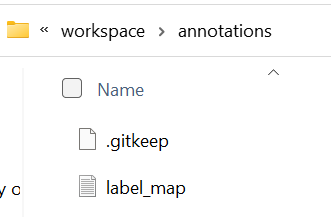 « workspace > annotations
Name
.gitkeep
label_map
y o